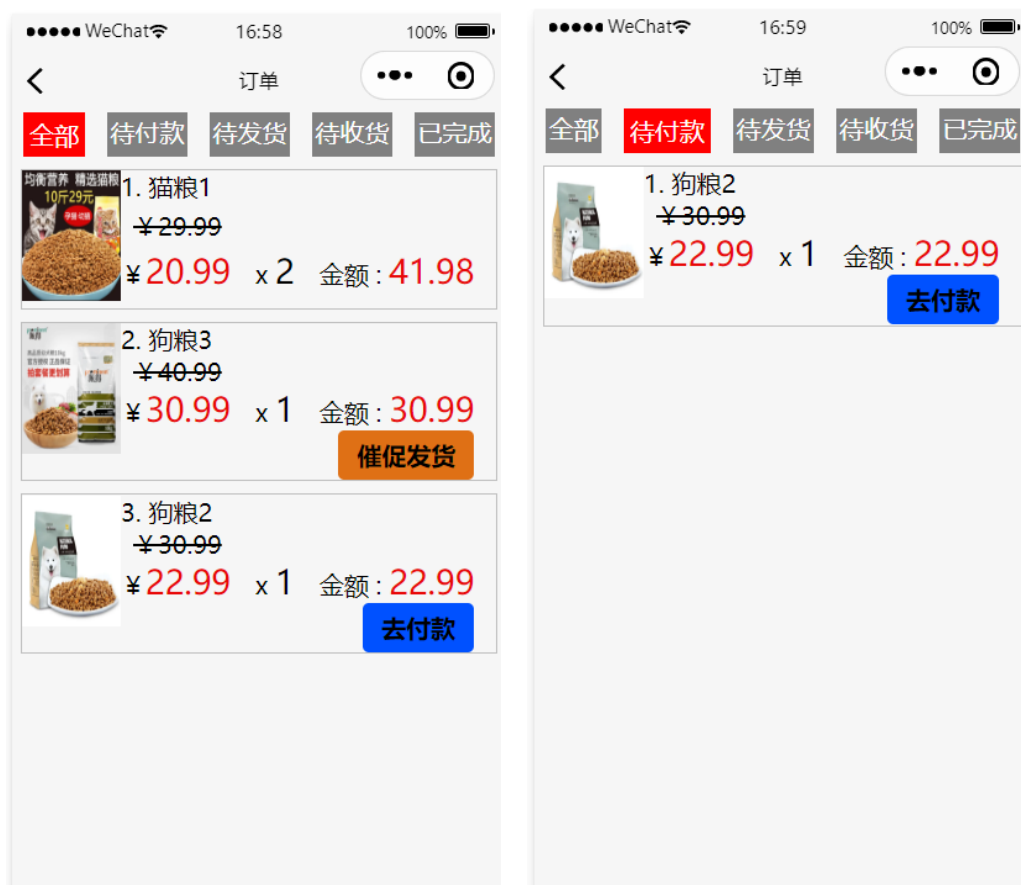 WeChat 16:58 100%
订单
全部 待付款 待发货 待收货 已完成
均衡营养 精选猫粮
10斤29元
1. 猫粮1
￥29.99
￥20.99 x 2 金额 : 41.98
2. 狗粮3
￥40.99
￥30.99 x 1 金额 : 30.99
催促发货
3. 狗粮2
￥30.99
￥22.99 x 1 金额 : 22.99
去付款
WeChat 16:59 100%
订单
全部 待付款 待发货 待收货 已完成
1. 狗粮2
￥30.99
￥22.99 x 1 金额 : 22.99
去付款